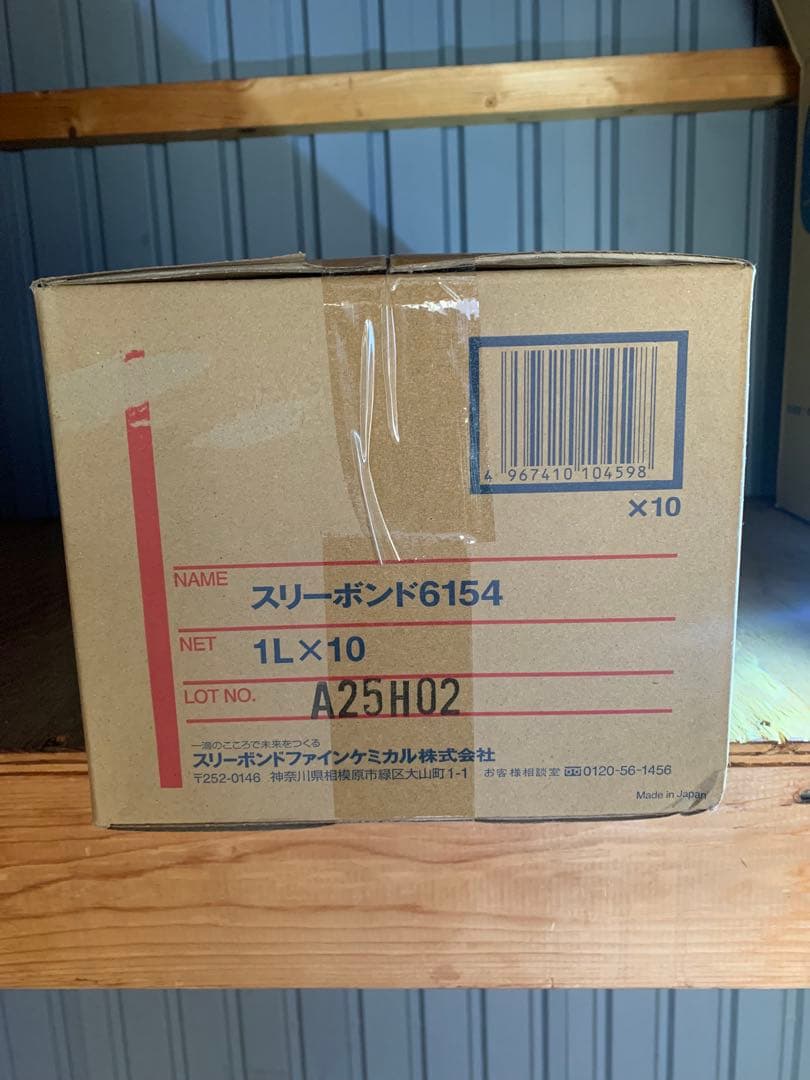 4 967410 104598
×10
NAME スリーボンド6154
NET 1L×10
LOT NO. A25H02
一滴のこころで未来をつくる
スリーボンドファインケミカル株式会社
〒252-0146 神奈川県相模原市緑区大山町1-1 お客様相談室 0120-56-1456
Made in Japan